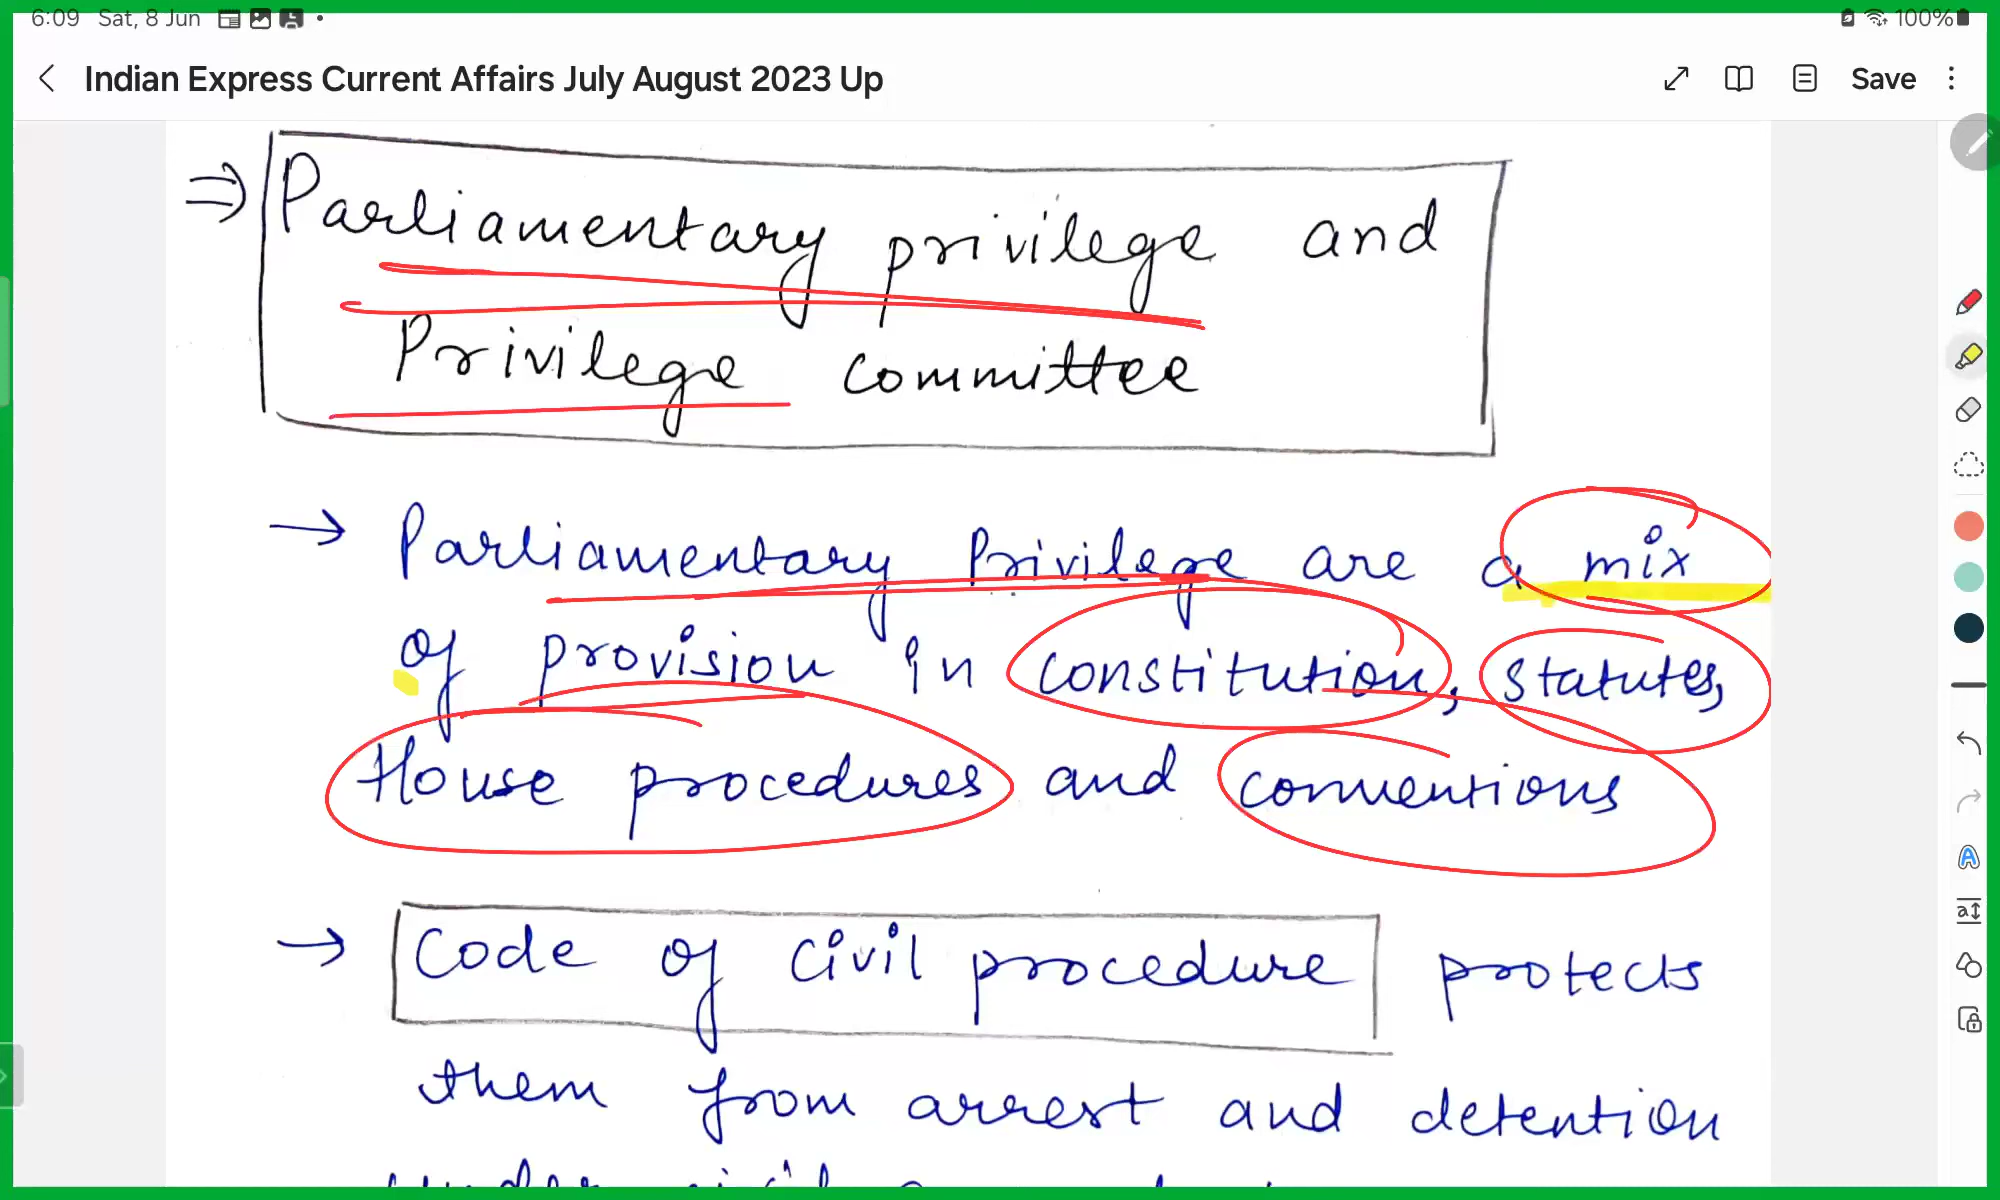 6:09 Sat, 8 Jun 100%
Indian Express Current Affairs July August 2023 Up
Save
⇒ Parliamentary privilege and
Privilege committee
→ Parliamentary Privilege are a mix
of provision in constitution, statutes,
House procedures and conventions
→ Code of civil procedure protects
them from arrest and detention